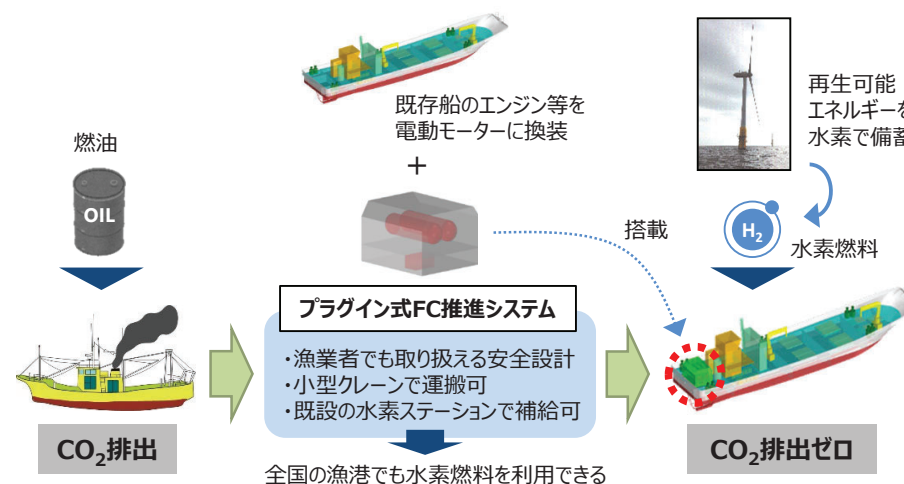 燃油
OIL
CO2排出
既存船のエンジン等を
電動モーターに換装
+
プラグイン式FC推進システム
・漁業者でも取り扱える安全設計
・小型クレーンで運搬可
・既設の水素ステーションで補給可
全国の漁港でも水素燃料を利用できる
搭載
再生可能
エネルギーを
水素で備蓄
H2
水素燃料
CO2排出ゼロ